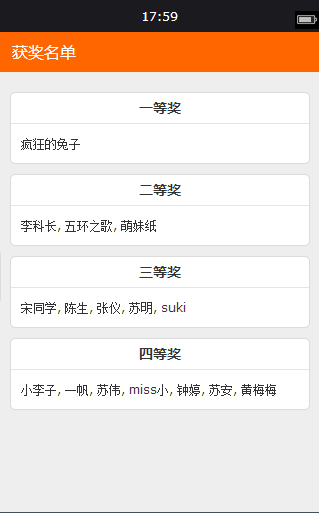 17:59
获奖名单
一等奖
疯狂的兔子
二等奖
李科长,五环之歌,萌妹纸
三等奖
宋同学,陈生,张仪,苏明,suki
四等奖
小李子,一帆,苏伟,miss小,钟婷,苏安,黄梅梅